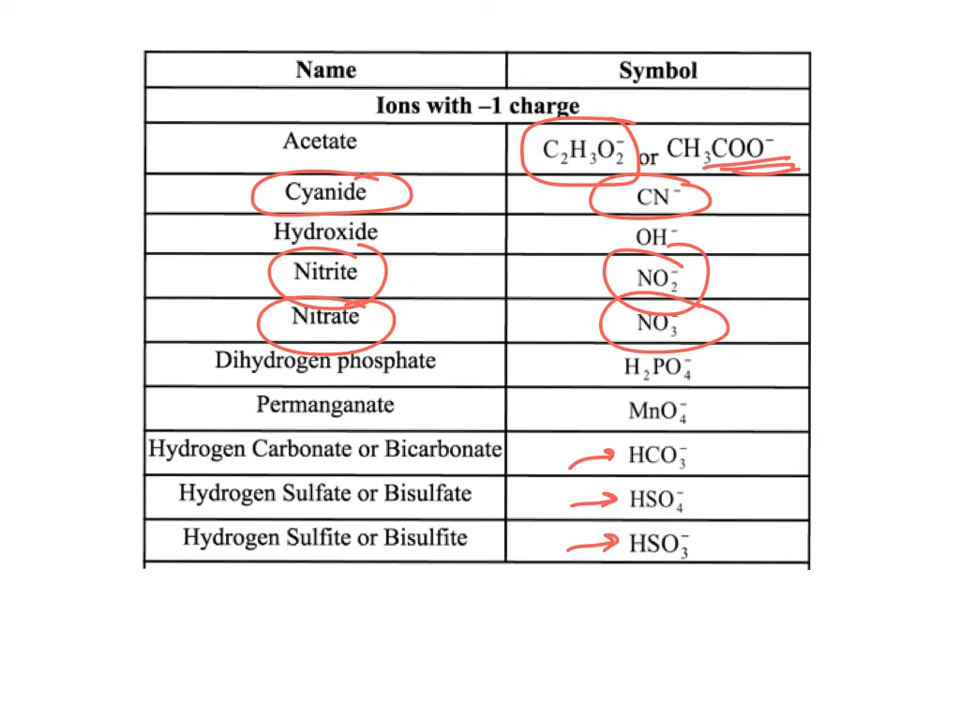 Name Symbol
Ions with –1 charge
Acetate C₂H₃O₂⁻ or CH₃COO⁻
Cyanide CN⁻
Hydroxide OH⁻
Nitrite NO₂⁻
Nitrate NO₃⁻
Dihydrogen phosphate H₂PO₄⁻
Permanganate MnO₄⁻
Hydrogen Carbonate or Bicarbonate HCO₃⁻
Hydrogen Sulfate or Bisulfate HSO₄⁻
Hydrogen Sulfite or Bisulfite HSO₃⁻